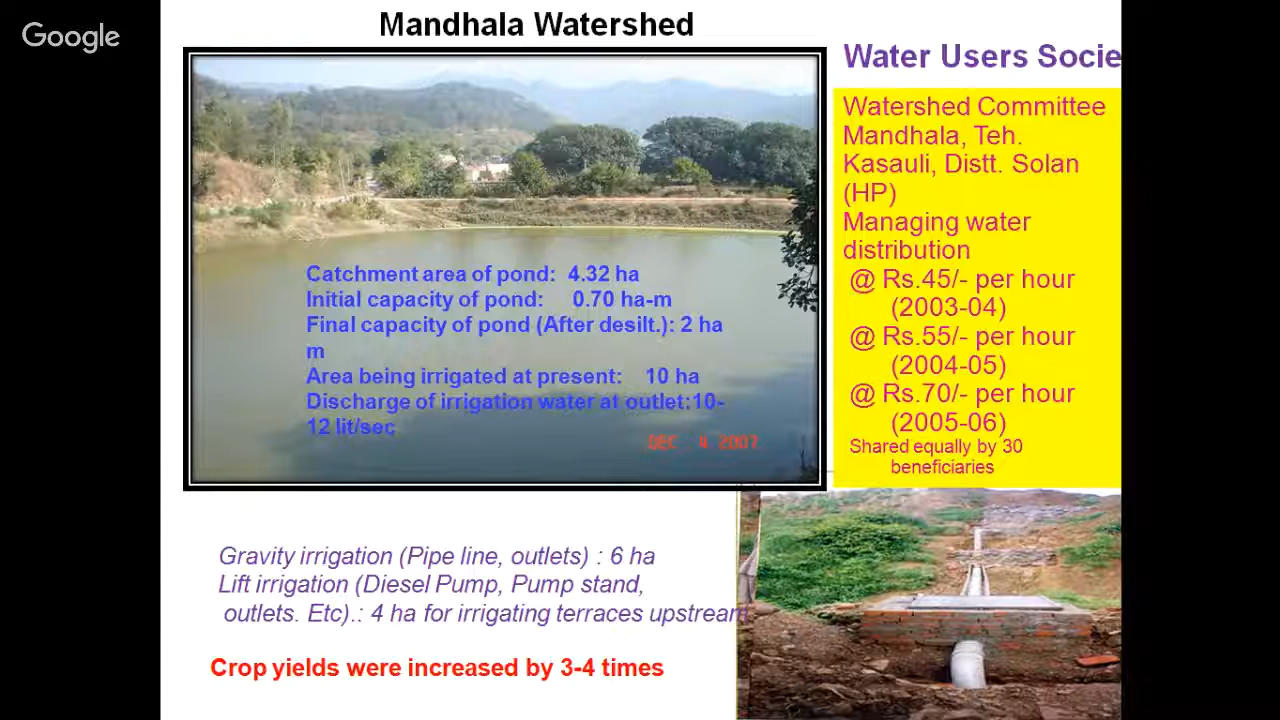 Google
Mandhala Watershed
Water Users Socie
Watershed Committee
Mandhala, Teh.
Kasauli, Distt. Solan
(HP)
Managing water
distribution
@ Rs.45/- per hour
(2003-04)
@ Rs.55/- per hour
(2004-05)
@ Rs.70/- per hour
(2005-06)
Shared equally by 30
beneficiaries
Catchment area of pond: 4.32 ha
Initial capacity of pond: 0.70 ha-m
Final capacity of pond (After desilt.): 2 ha
m
Area being irrigated at present: 10 ha
Discharge of irrigation water at outlet:10-
12 lit/sec
DEC 4 2007
Gravity irrigation (Pipe line, outlets) : 6 ha
Lift irrigation (Diesel Pump, Pump stand,
outlets. Etc).: 4 ha for irrigating terraces upstream
Crop yields were increased by 3-4 times